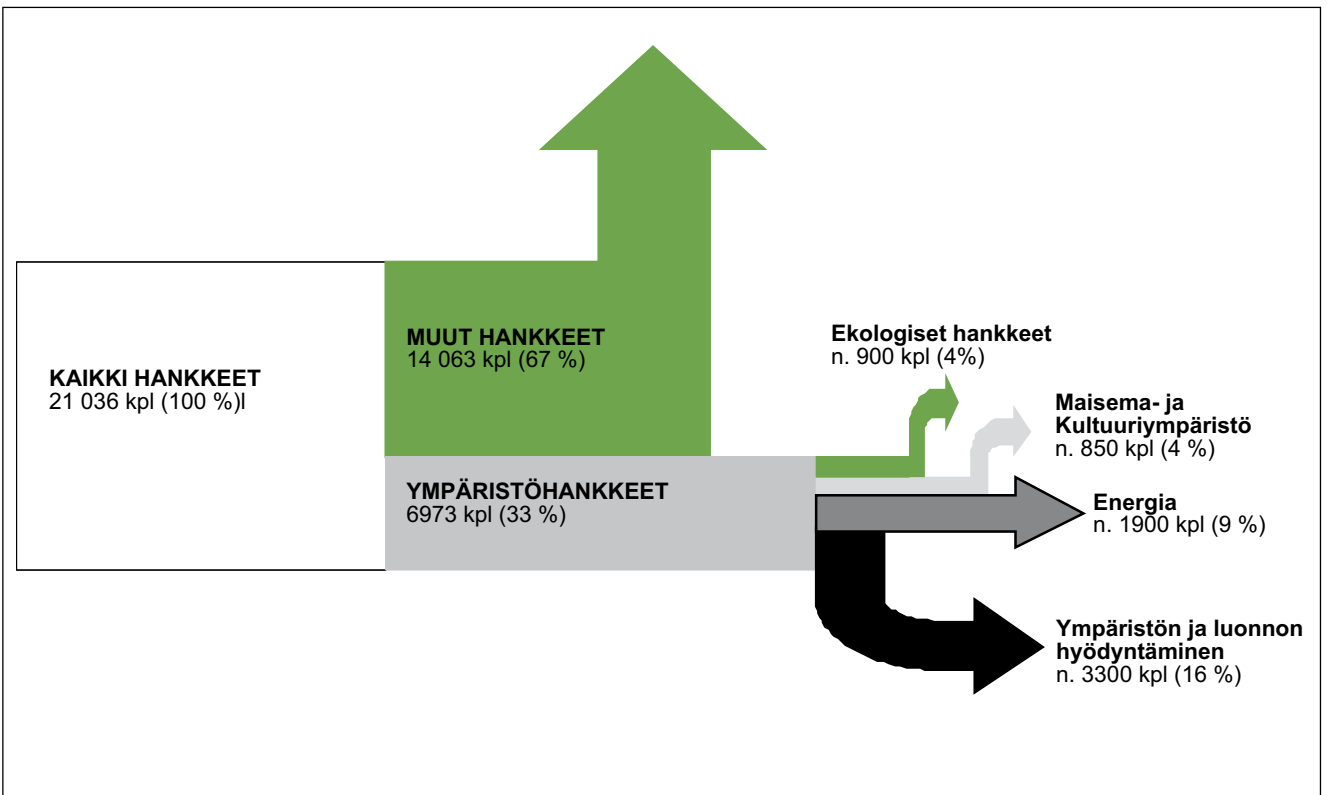 KAIKKI HANKKEET
21 036 kpl (100 %)l
MUUT HANKKEET
14 063 kpl (67 %)
YMPÄRISTÖHANKKEET
6973 kpl (33 %)
Ekologiset hankkeet
n. 900 kpl (4%)
Maisema- ja
Kultuuriympäristö
n. 850 kpl (4 %)
Energia
n. 1900 kpl (9 %)
Ympäristön ja luonnon
hyödyntäminen
n. 3300 kpl (16 %)